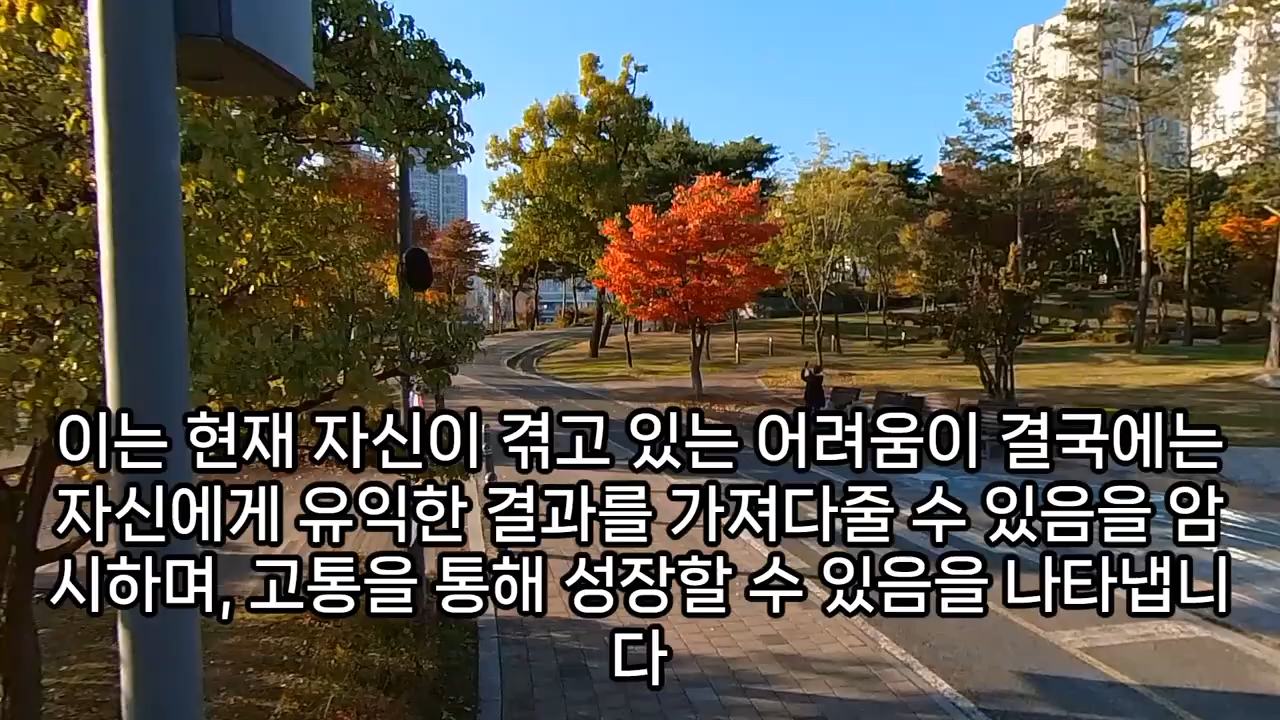 이는 현재 자신이 겪고 있는 어려움이 결국에는
자신에게 유익한 결과를 가져다줄 수 있음을 암
시하며, 고통을 통해 성장할 수 있음을 나타냅니
다